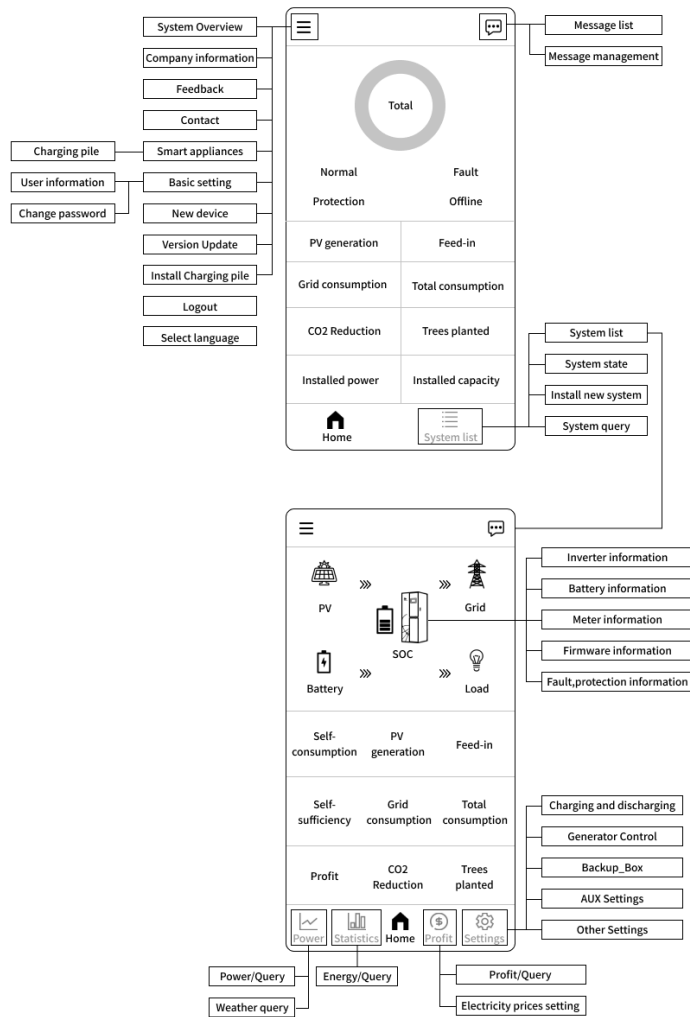 System Overview
Company information
Feedback
Contact
Smart appliances
Basic setting
New device
Version Update
Install Charging pile
Logout
Select language
Charging pile
User information
Change password
Message list
Message management
Total
Normal
Fault
Protection
Offline
PV generation
Feed-in
Grid consumption
Total consumption
CO2 Reduction
Trees planted
Installed power
Installed capacity
Home
System list
System list
System state
Install new system
System query
PV
Grid
SOC
Battery
Load
Inverter information
Battery information
Meter information
Firmware information
Fault,protection information
Self-
consumption
PV
generation
Feed-in
Self-
sufficiency
Grid
consumption
Total
consumption
Profit
CO2
Reduction
Trees
planted
Power
Statistics
Home
Profit
Settings
Charging and discharging
Generator Control
Backup_Box
AUX Settings
Other Settings
Power/Query
Weather query
Energy/Query
Profit/Query
Electricity prices setting